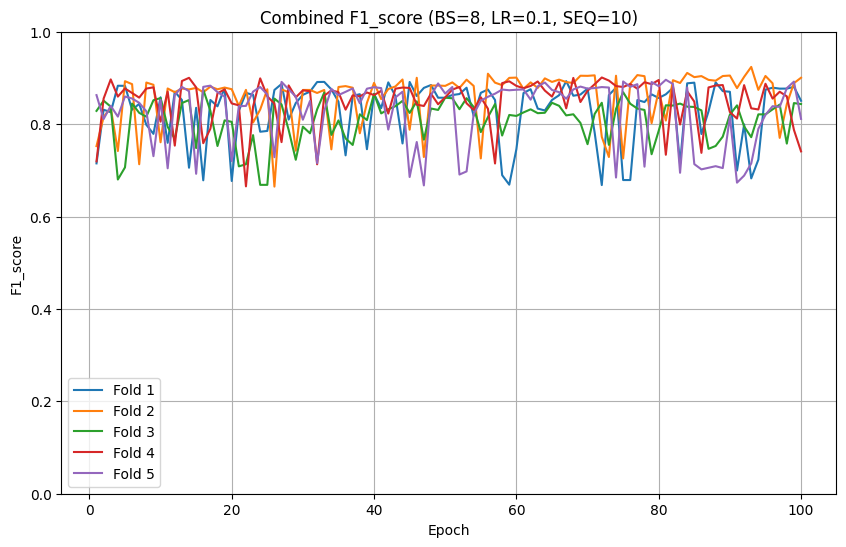 Combined F1_score (BS=8, LR=0.1, SEQ=10)
F1_score
1.0
0.8
0.6
0.4
0.2
0.0
Fold 1
Fold 2
Fold 3
Fold 4
Fold 5
0 20 40 60 80 100
Epoch